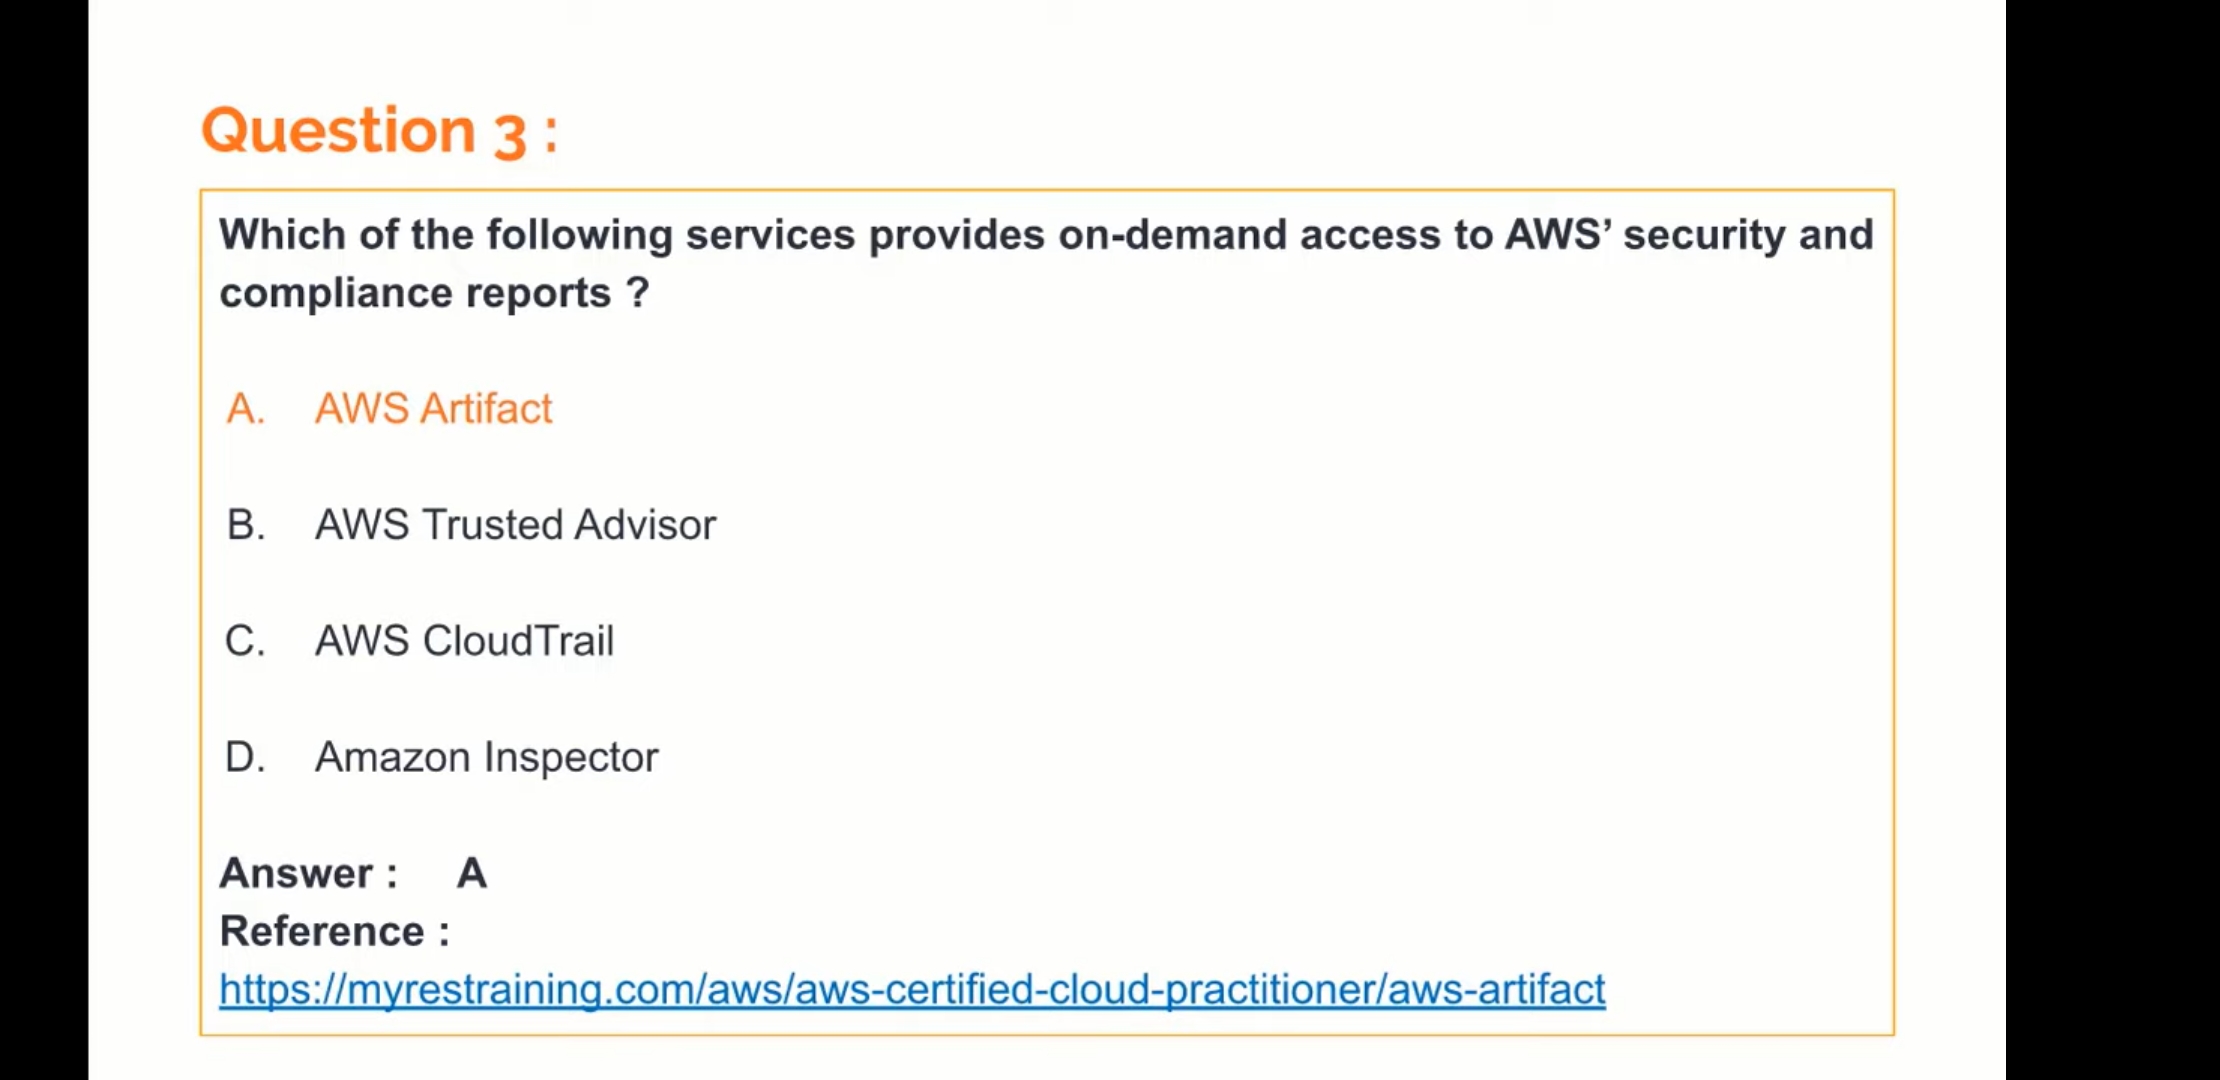 Question 3 :
Which of the following services provides on-demand access to AWS’ security and
compliance reports ?
A. AWS Artifact
B. AWS Trusted Advisor
C. AWS CloudTrail
D. Amazon Inspector
Answer : A
Reference :
https://myrestraining.com/aws/aws-certified-cloud-practitioner/aws-artifact